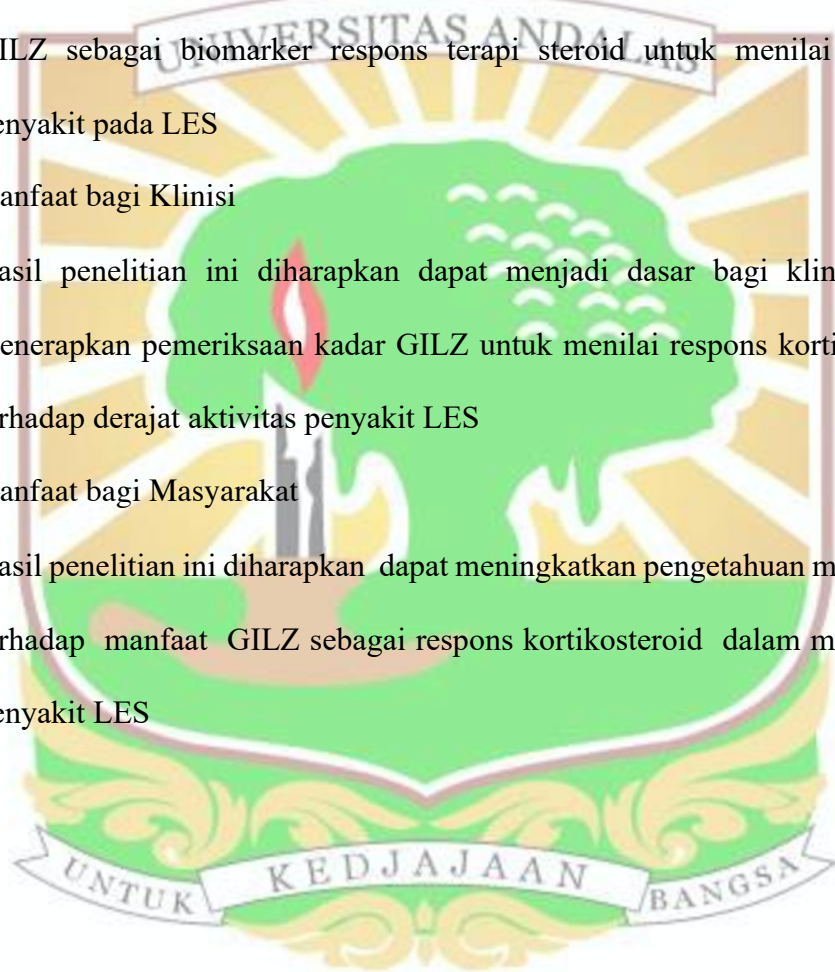 UNIVERSITAS ANDALAS
ILZ sebagai biomarker respons terapi steroid untuk menilai
enyakit pada LES
anfaat bagi Klinisi
asil penelitian ini diharapkan dapat menjadi dasar bagi klin
enerapkan pemeriksaan kadar GILZ untuk menilai respons korti
rhadap derajat aktivitas penyakit LES
anfaat bagi Masyarakat
asil penelitian ini diharapkan dapat meningkatkan pengetahuan m
rhadap manfaat GILZ sebagai respons kortikosteroid dalam m
enyakit LES
UNTUK KEDJAJAAN BANGSA